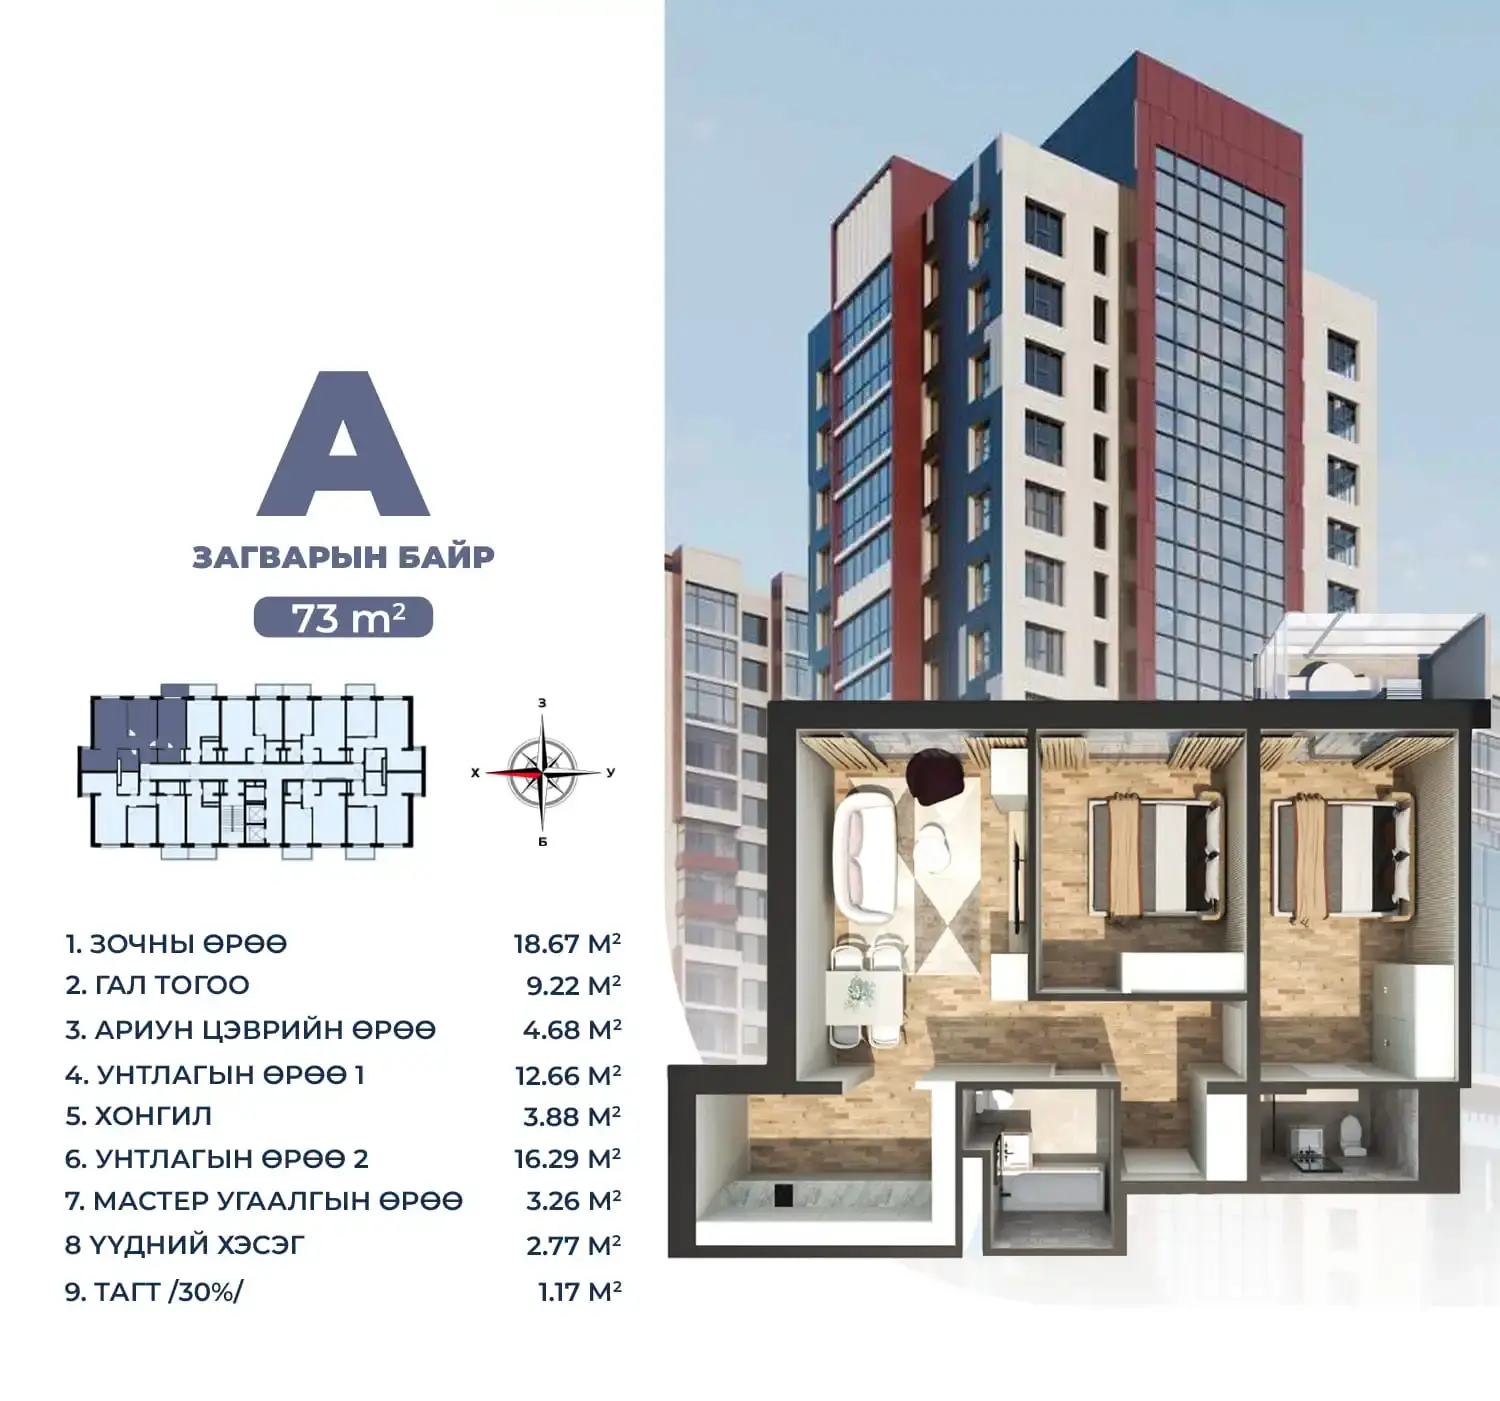 А
ЗАГВАРЫН БАЙР
73 m²
З
Х
У
Б
1. ЗОЧНЫ ӨРӨӨ 18.67 М²
2. ГАЛ ТОГОО 9.22 М²
3. АРИУН ЦЭВРИЙН ӨРӨӨ 4.68 М²
4. УНТЛАГЫН ӨРӨӨ 1 12.66 М²
5. ХОНГИЛ 3.88 М²
6. УНТЛАГЫН ӨРӨӨ 2 16.29 М²
7. МАСТЕР УГААЛГЫН ӨРӨӨ 3.26 М²
8 ҮҮДНИЙ ХЭСЭГ 2.77 М²
9. ТАГТ /30%/ 1.17 М²